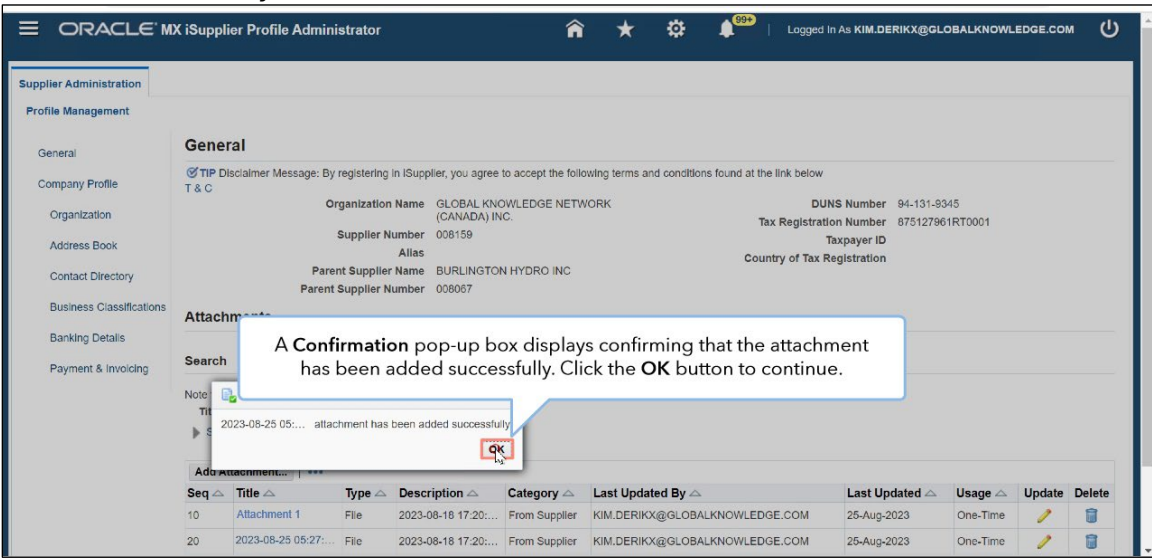 ORACLE MX iSupplier Profile Administrator
99+
Logged In As KIM.DERIKX@GLOBALKNOWLEDGE.COM
Supplier Administration
Profile Management
General
Company Profile
Organization
Address Book
Contact Directory
Business Classifications
Banking Details
Payment & Invoicing
General
TIP Disclaimer Message: By registering in iSupplier, you agree to accept the following terms and conditions found at the link below
T & C
Organization Name GLOBAL KNOWLEDGE NETWORK
(CANADA) INC.
Supplier Number 008159
Alias
Parent Supplier Name BURLINGTON HYDRO INC
Parent Supplier Number 008067
DUNS Number 94-131-9345
Tax Registration Number 875127961RT0001
Taxpayer ID
Country of Tax Registration
A Confirmation pop-up box displays confirming that the attachment
has been added successfully. Click the OK button to continue.
Search
Note
2023-08-25 05:... attachment has been added successfully
OK
Add Attachment...
Seq Title Type Description Category Last Updated By Last Updated Usage Update Delete
10 Attachment 1 File 2023-08-18 17:20:... From Supplier KIM.DERIKX@GLOBALKNOWLEDGE.COM 25-Aug-2023 One-Time
20 2023-08-25 05:27:... File 2023-08-18 17:20:... From Supplier KIM.DERIKX@GLOBALKNOWLEDGE.COM 25-Aug-2023 One-Time